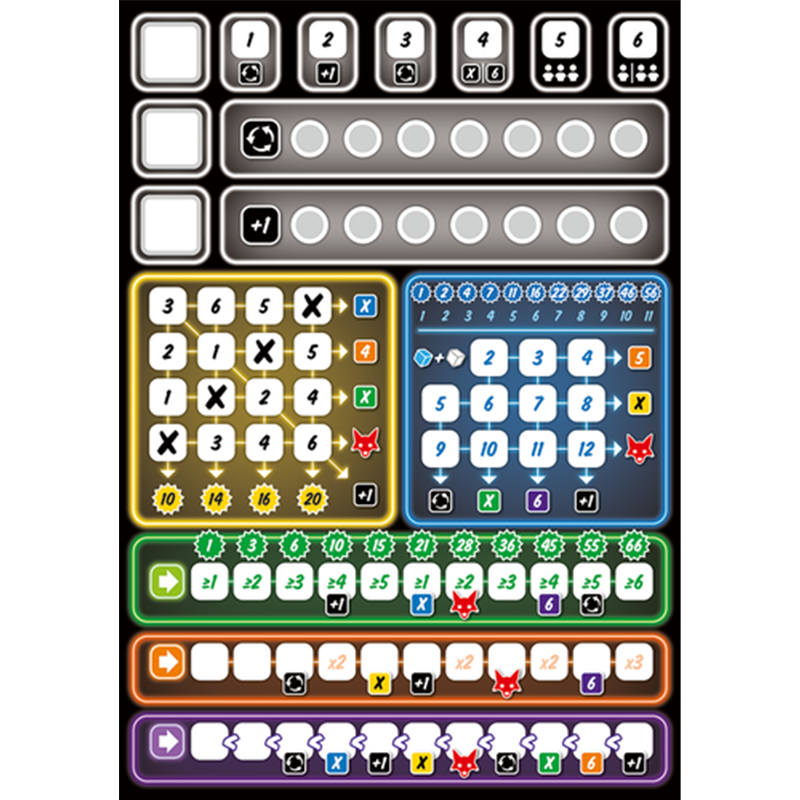 1 2 3 4 5 6
+1 X 6
+1
3 6 5 X X
2 1 X 5 4
1 X 2 4 X
X 3 4 6
10 14 16 20 +1
1 2 4 7 11 16 22 29 37 46 56
1 2 3 4 5 6 7 8 9 10 11
+ 2 3 4 5
5 6 7 8 X
9 10 11 12
X 6 +1
1 3 6 10 15 21 28 36 45 55 66
≥1 ≥2 ≥3 ≥4 ≥5 ≥1 ≥2 ≥3 ≥4 ≥5 ≥6
+1 X 6
x2 x2 x2 x3
X +1 6
< < < < < < < < < <
X +1 X X 6 +1